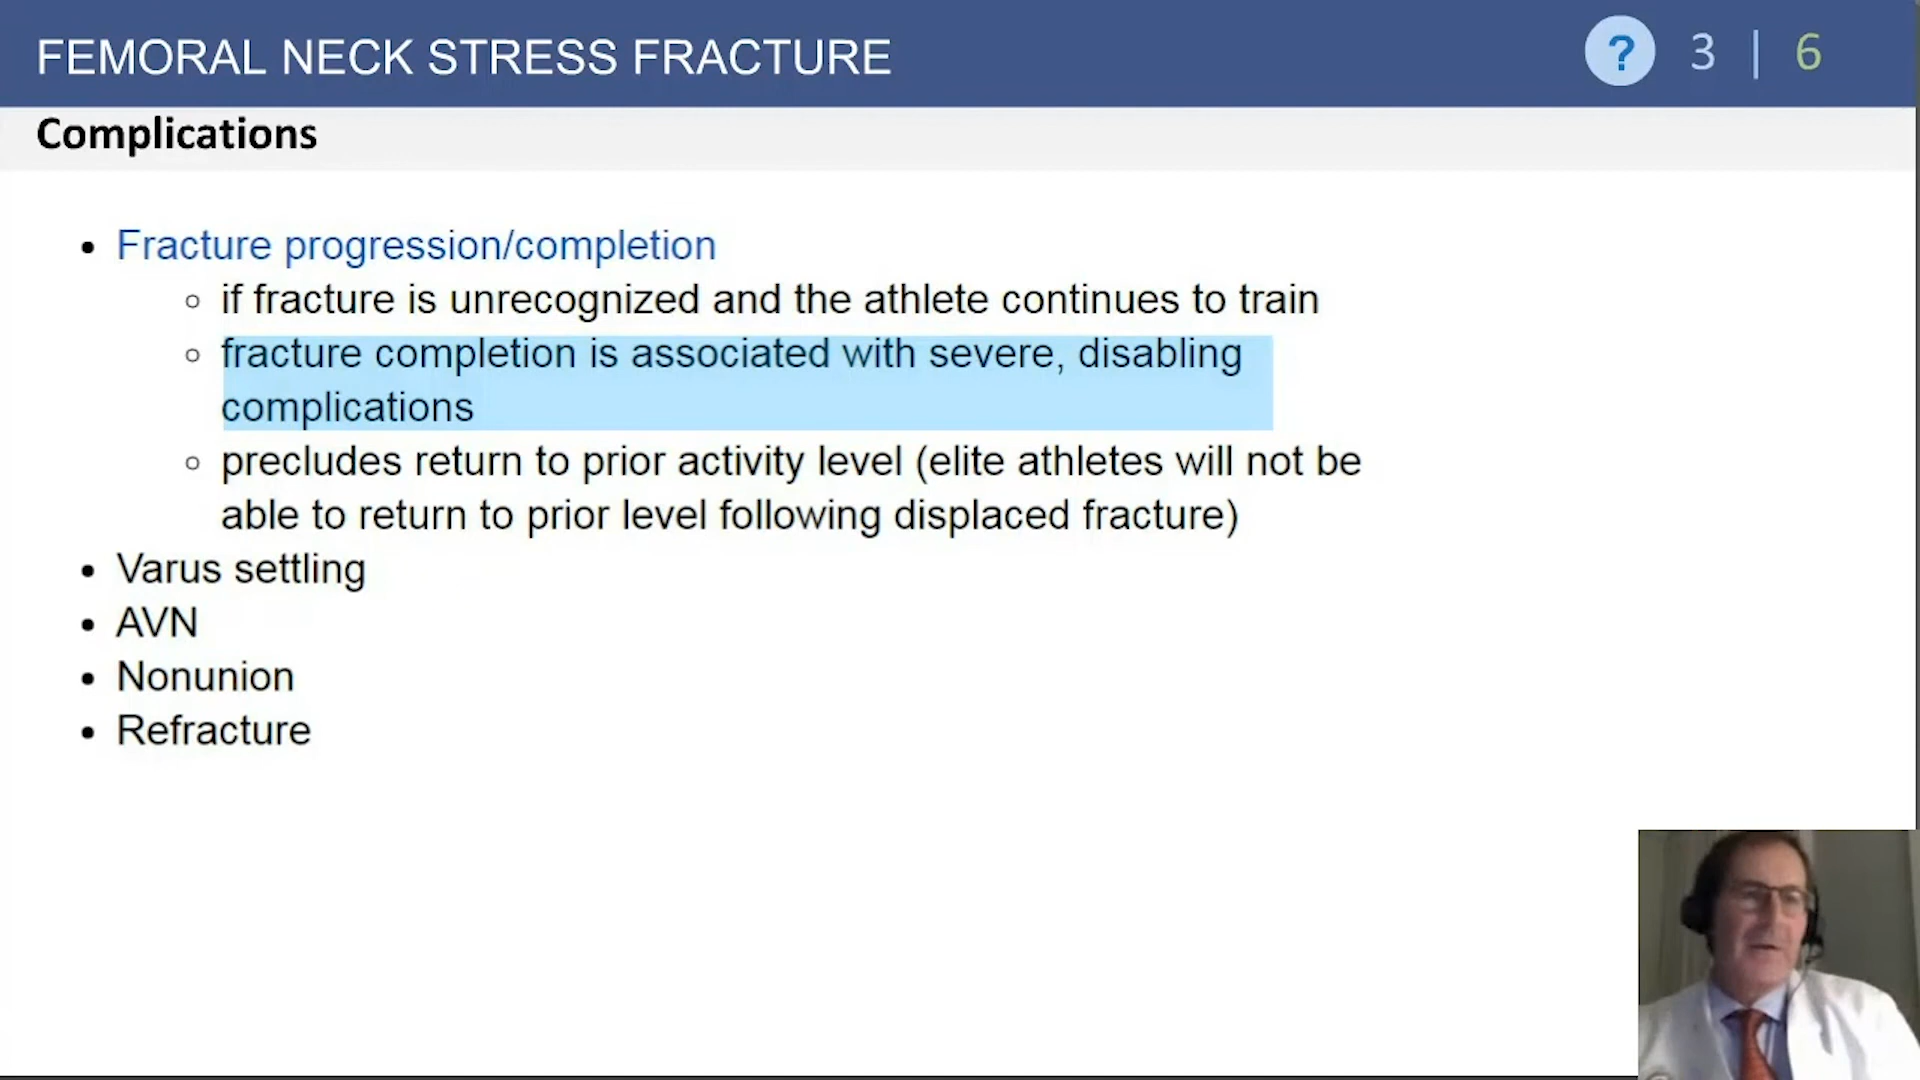 FEMORAL NECK STRESS FRACTURE
? 3 | 6
Complications
• Fracture progression/completion
○ if fracture is unrecognized and the athlete continues to train
○ fracture completion is associated with severe, disabling
complications
○ precludes return to prior activity level (elite athletes will not be
able to return to prior level following displaced fracture)
• Varus settling
• AVN
• Nonunion
• Refracture